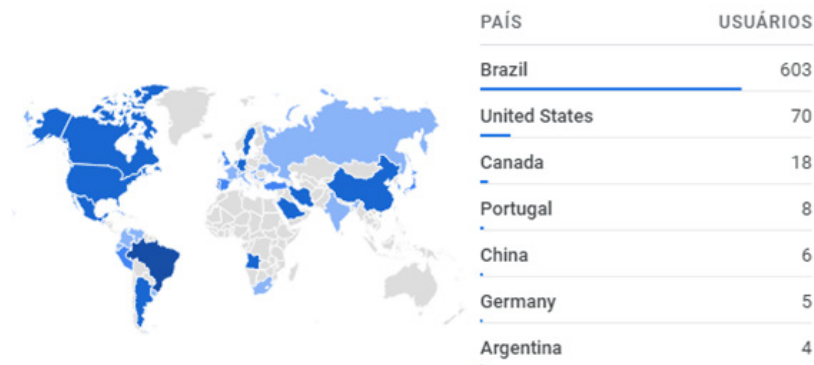 PAÍS USUÁRIOS
Brazil 603
United States 70
Canada 18
Portugal 8
China 6
Germany 5
Argentina 4